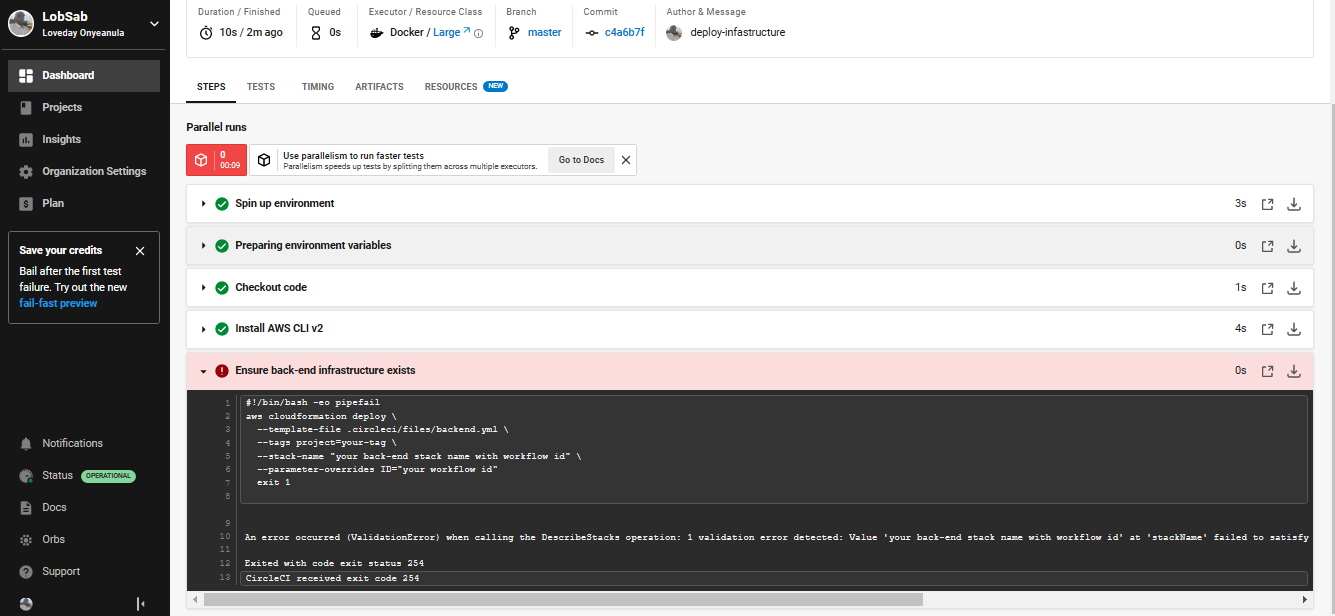 LobSab
Loveday Onyeanula
Dashboard
Projects
Insights
Organization Settings
Plan
Save your credits
Bail after the first test
failure. Try out the new
fail-fast preview
Notifications
Status OPERATIONAL
Docs
Orbs
Support
Duration / Finished Queued Executor / Resource Class Branch Commit Author & Message
10s / 2m ago 0s Docker / Large master c4a6b7f deploy-infastructure
STEPS TESTS TIMING ARTIFACTS RESOURCES NEW
Parallel runs
0
00:09
Use parallelism to run faster tests
Parallelism speeds up tests by splitting them across multiple executors.
Go to Docs
Spin up environment 3s
Preparing environment variables 0s
Checkout code 1s
Install AWS CLI v2 4s
Ensure back-end infrastructure exists 0s
1 #!/bin/bash -eo pipefail
2 aws cloudformation deploy \
3 --template-file .circleci/files/backend.yml \
4 --tags project=your-tag \
5 --stack-name "your back-end stack name with workflow id" \
6 --parameter-overrides ID="your workflow id"
7 exit 1
8
9
10 An error occurred (ValidationError) when calling the DescribeStacks operation: 1 validation error detected: Value 'your back-end stack name with workflow id' at 'stackName' failed to satisfy
11
12 Exited with code exit status 254
13 CircleCI received exit code 254